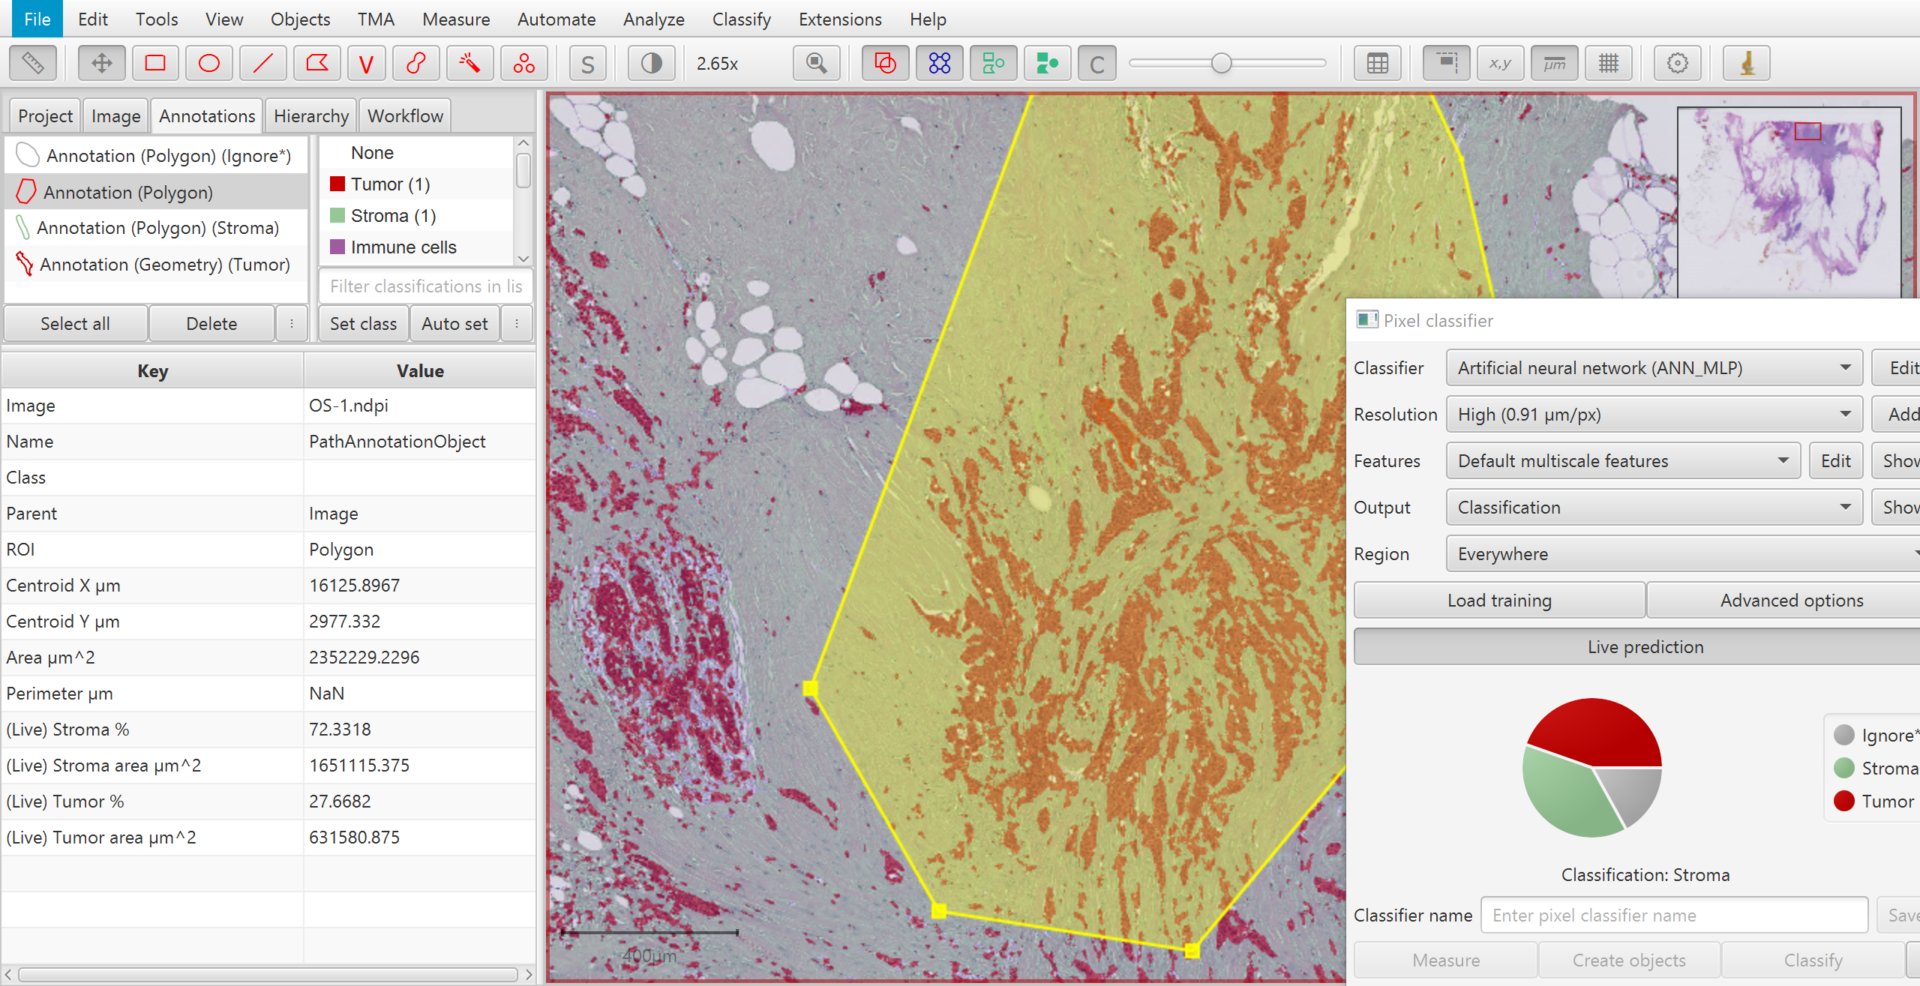 File Edit Tools View Objects TMA Measure Automate Analyze Classify Extensions Help
V S 2.65x C x,y µm
Project Image Annotations Hierarchy Workflow
Annotation (Polygon) (Ignore*)
Annotation (Polygon)
Annotation (Polygon) (Stroma)
Annotation (Geometry) (Tumor)
None
Tumor (1)
Stroma (1)
Immune cells
Filter classifications in lis
Select all Delete Set class Auto set
Key Value
Image OS-1.ndpi
Name PathAnnotationObject
Class
Parent Image
ROI Polygon
Centroid X µm 16125.8967
Centroid Y µm 2977.332
Area µm^2 2352229.2296
Perimeter µm NaN
(Live) Stroma % 72.3318
(Live) Stroma area µm^2 1651115.375
(Live) Tumor % 27.6682
(Live) Tumor area µm^2 631580.875
400µm
Pixel classifier
Classifier Artificial neural network (ANN_MLP) Edit
Resolution High (0.91 µm/px) Add
Features Default multiscale features Edit Show
Output Classification Show
Region Everywhere
Load training Advanced options
Live prediction
Ignore*
Stroma
Tumor
Classification: Stroma
Classifier name Enter pixel classifier name Save
Measure Create objects Classify